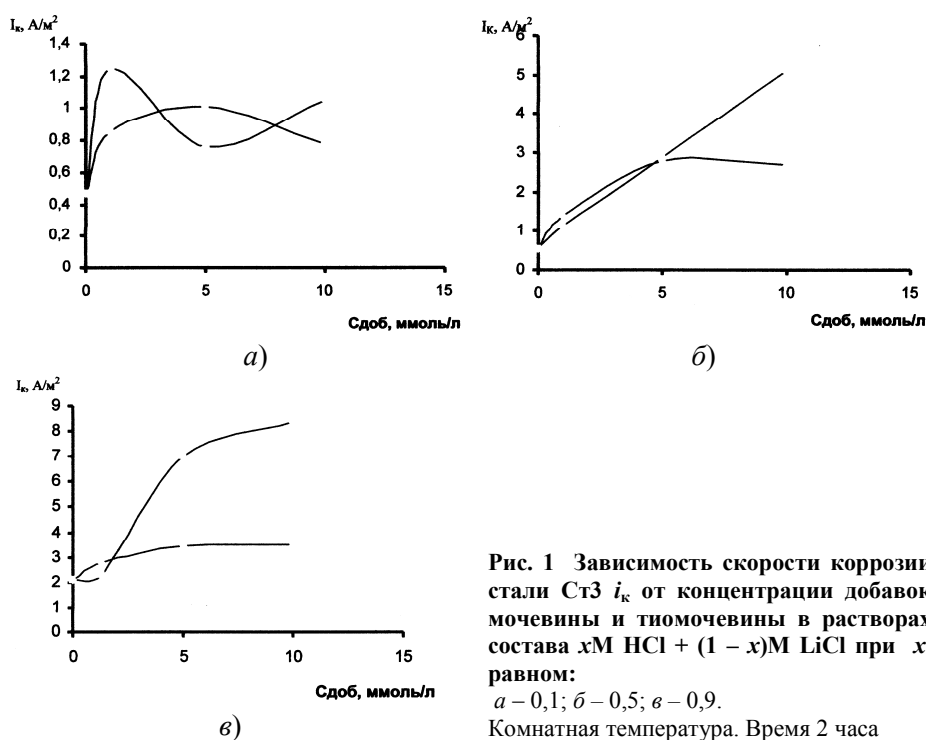 Iк, А/м²
1,4
1,2
1
0,8
0,6
0,4
0,2
0
0 5 10 15
Сдоб, ммоль/л
а)
IК, А/м²
6
5
4
3
2
1
0
0 5 10 15
Сдоб, ммоль/л
б)
Iк, А/м²
9
8
7
6
5
4
3
2
1
0
0 5 10 15
Сдоб, ммоль/л
в)
Рис. 1 Зависимость скорости коррозии
стали Ст3 iк от концентрации добавок
мочевины и тиомочевины в растворах
состава xМ HCl + (1 – x)М LiCl при x
равном:
а – 0,1; б – 0,5; в – 0,9.
Комнатная температура. Время 2 часа